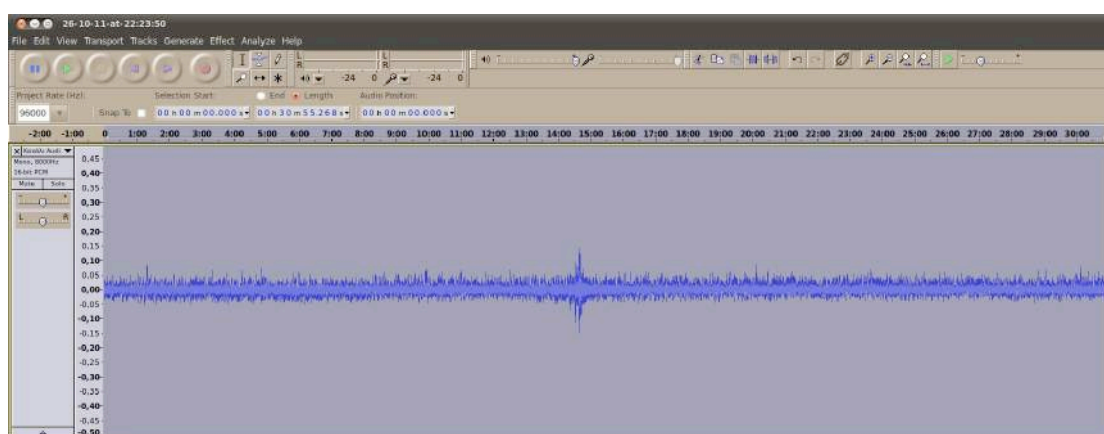 26-10-11-at-22:23:50
File Edit View Transport Tracks Generate Effect Analyze Help
L
R
L
R
-24 0
-24 0
Project Rate (Hz):
Selection Start:
End
Length
Audio Position:
96000
Snap To
00 h 00 m 00.000 s
00 h 30 m 55.268 s
00 h 00 m 00.000 s
-2:00 -1:00 0 1:00 2:00 3:00 4:00 5:00 6:00 7:00 8:00 9:00 10:00 11:00 12:00 13:00 14:00 15:00 16:00 17:00 18:00 19:00 20:00 21:00 22:00 23:00 24:00 25:00 26:00 27:00 28:00 29:00 30:00
Mono, 8000Hz
16-bit PCM
Mute Solo
- +
L R
0.45
0,40
0.35
0,30
0.25
0,20
0.15
0,10
0.05
0,00
-0.05
-0,10
-0.15
-0,20
-0.25
-0,30
-0.35
-0,40
-0.45
-0.50